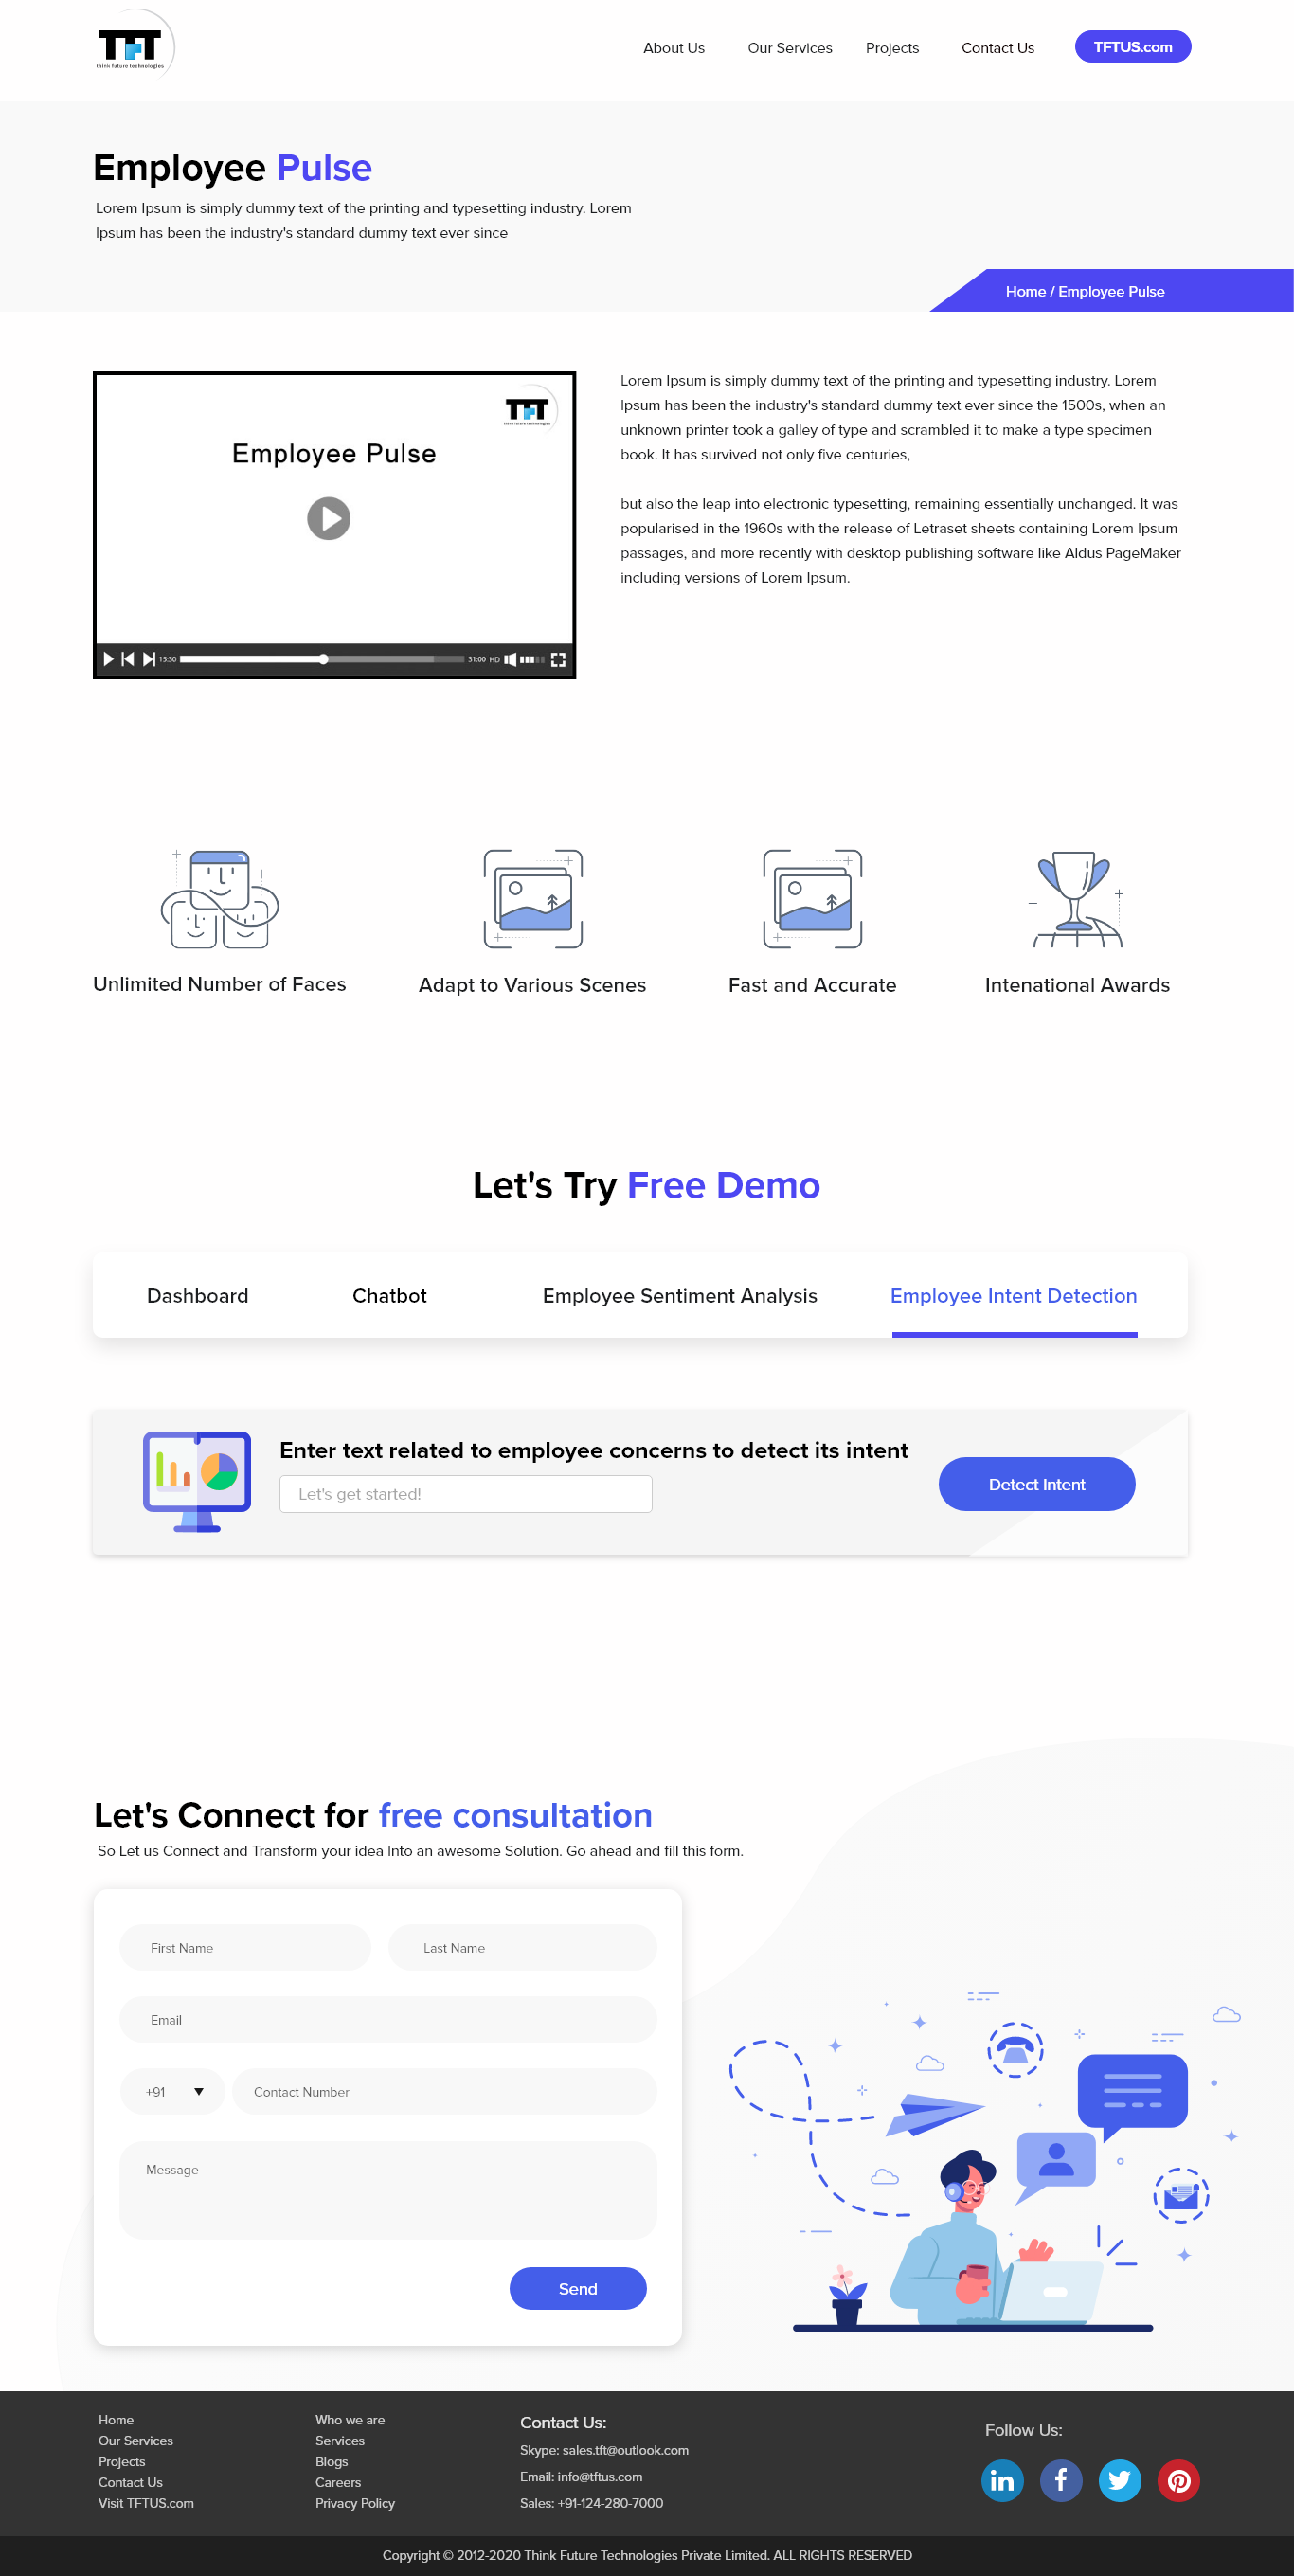 TFT
think future technologies
About Us
Our Services
Projects
Contact Us
TFTUS.com
Employee Pulse
Lorem Ipsum is simply dummy text of the printing and typesetting industry. Lorem
Ipsum has been the industry's standard dummy text ever since
Home / Employee Pulse
TFT
think future technologies
Employee Pulse
15:30
31:00 HD
Lorem Ipsum is simply dummy text of the printing and typesetting industry. Lorem
Ipsum has been the industry's standard dummy text ever since the 1500s, when an
unknown printer took a galley of type and scrambled it to make a type specimen
book. It has survived not only five centuries,
but also the leap into electronic typesetting, remaining essentially unchanged. It was
popularised in the 1960s with the release of Letraset sheets containing Lorem Ipsum
passages, and more recently with desktop publishing software like Aldus PageMaker
including versions of Lorem Ipsum.
Unlimited Number of Faces
Adapt to Various Scenes
Fast and Accurate
Intenational Awards
Let's Try Free Demo
Dashboard
Chatbot
Employee Sentiment Analysis
Employee Intent Detection
Enter text related to employee concerns to detect its intent
Let's get started!
Detect Intent
Let's Connect for free consultation
So Let us Connect and Transform your idea Into an awesome Solution. Go ahead and fill this form.
First Name
Last Name
Email
+91
Contact Number
Message
Send
Home
Our Services
Projects
Contact Us
Visit TFTUS.com
Who we are
Services
Blogs
Careers
Privacy Policy
Contact Us:
Skype: sales.tft@outlook.com
Email: info@tftus.com
Sales: +91-124-280-7000
Follow Us:
in
f
Copyright © 2012-2020 Think Future Technologies Private Limited. ALL RIGHTS RESERVED